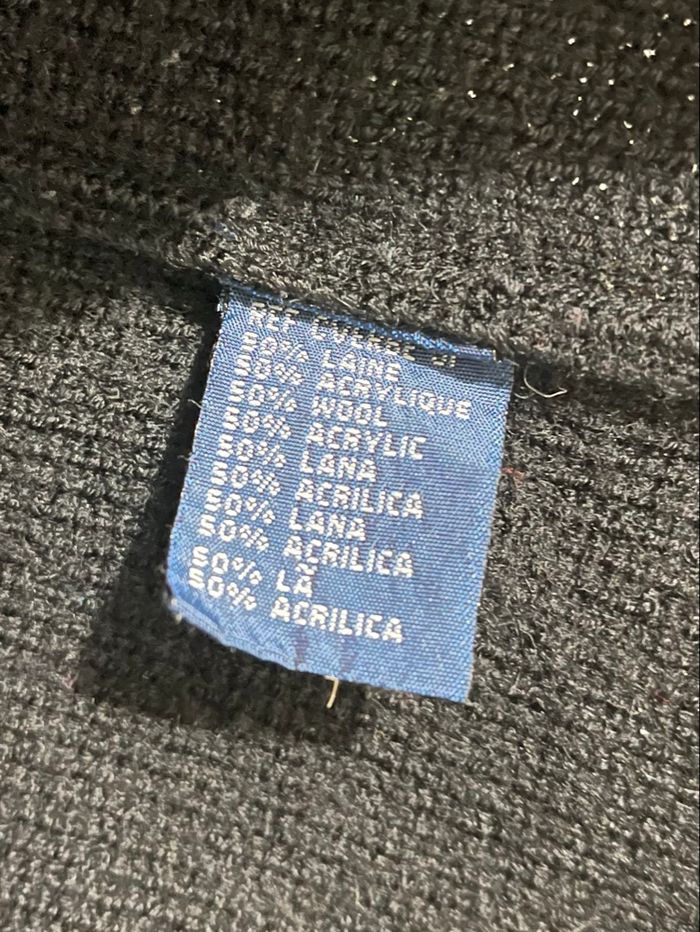 REF
50% LAINE
50% ACRYLIQUE
50% WOOL
50% ACRYLIC
50% LANA
50% ACRILICA
50% LANA
50% ACRILICA
50% LÃ
50% ACRILICA